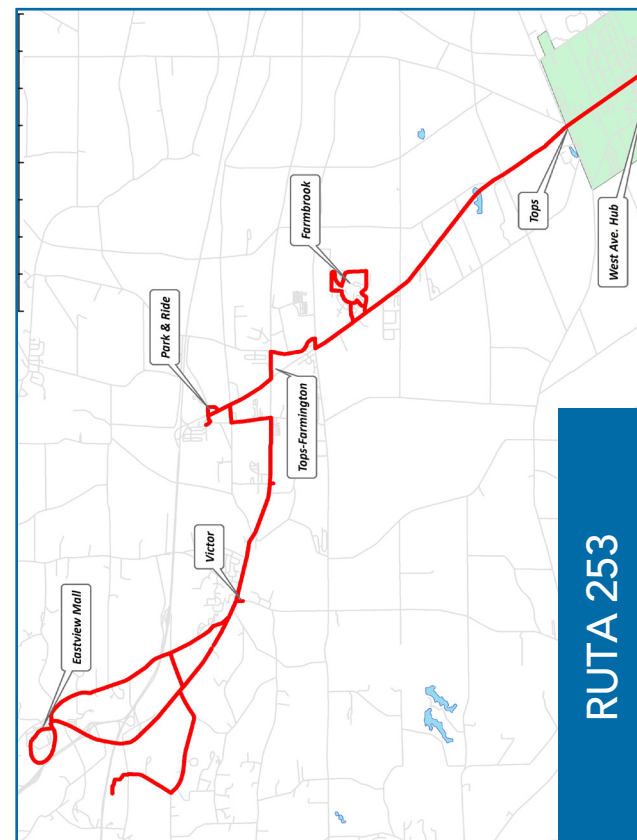 Eastview Mall
Victor
Park & Ride
Tops-Farmington
Farmbrook
Tops
West Ave. Hub
RUTA 253